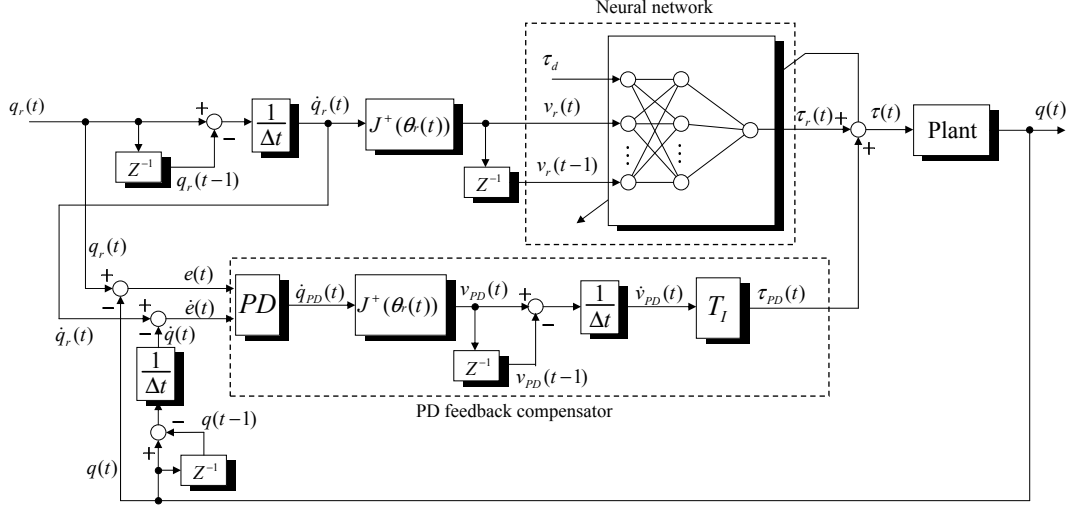 Neural network
τ_d
q_r(t)
+
−
1/Δt
q̇_r(t)
J⁺(θ_r(t))
v_r(t)
τ_r(t)
+
+
τ(t)
Plant
q(t)
Z⁻¹
q_r(t−1)
Z⁻¹
v_r(t−1)
⋮
⋮
q_r(t)
+
−
e(t)
PD
q̇_PD(t)
J⁺(θ_r(t))
v_PD(t)
+
−
1/Δt
v̇_PD(t)
T_I
τ_PD(t)
q̇_r(t)
+
−
ė(t)
q̇(t)
1/Δt
Z⁻¹
v_PD(t−1)
PD feedback compensator
−
q(t−1)
+
q(t)
Z⁻¹